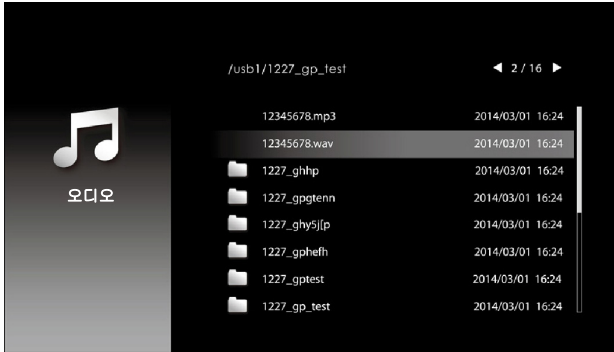 /usb1/1227_gp_test ◀ 2 / 16 ▶
오디오
12345678.mp3 2014/03/01 16:24
12345678.wav 2014/03/01 16:24
1227_ghhp 2014/03/01 16:24
1227_gpgtenn 2014/03/01 16:24
1227_ghy5j[p 2014/03/01 16:24
1227_gphefh 2014/03/01 16:24
1227_gptest 2014/03/01 16:24
1227_gp_test 2014/03/01 16:24